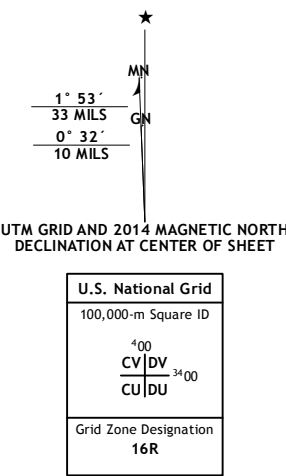 ★
MN
1° 53´
33 MILS
GN
0° 32´
10 MILS
UTM GRID AND 2014 MAGNETIC NORTH
DECLINATION AT CENTER OF SHEET
U.S. National Grid
100,000-m Square ID
⁴00
CV DV
³⁴00
CU DU
Grid Zone Designation
16R